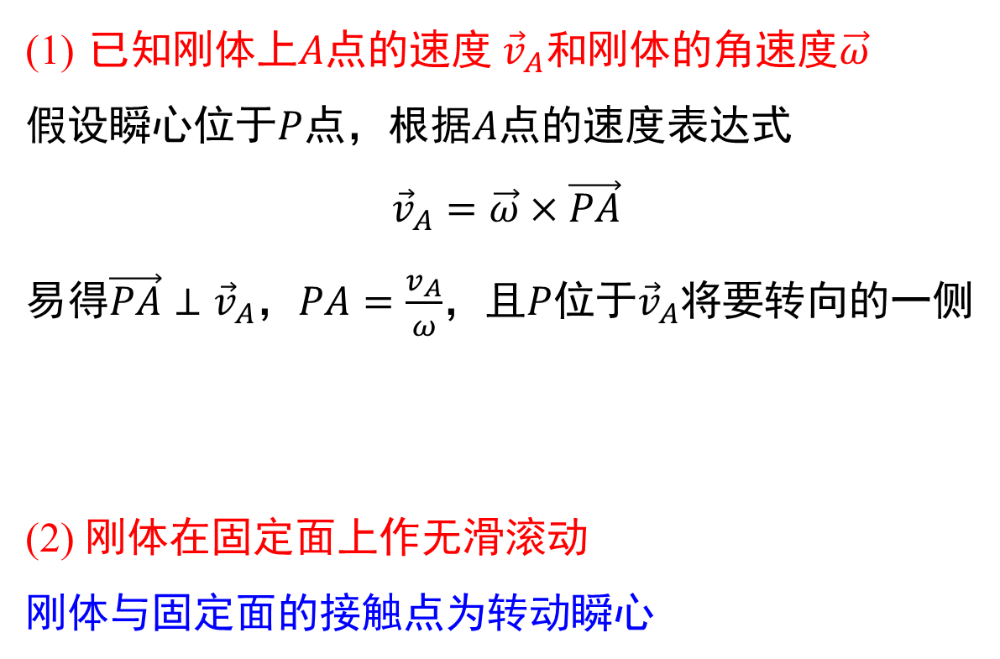 (1) 已知刚体上A点的速度 $\vec{v}_A$和刚体的角速度$\vec{\omega}$
假设瞬心位于P点，根据A点的速度表达式
$\vec{v}_A = \vec{\omega} \times \overrightarrow{PA}$
易得$\overrightarrow{PA} \perp \vec{v}_A$，$PA = \frac{v_A}{\omega}$，且P位于$\vec{v}_A$将要转向的一侧
(2) 刚体在固定面上作无滑滚动
刚体与固定面的接触点为转动瞬心